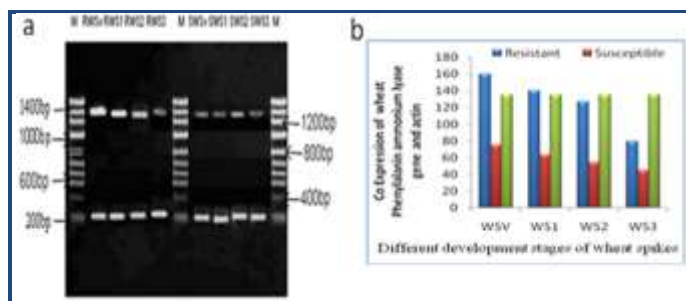 a
M RWSv RWS1 RWS2 RWS3 M SWSv SWS1 SWS2 SWS3 M
1400bp
1000bp
600bp
200bp
1200bp
800bp
400bp
b
Resistant
Susceptible
Co Expression of wheat
Phenylalanin ammonium lyase
gene and actin
180
160
140
120
100
80
60
40
20
0
WSV
WS1
WS2
WS3
Different development stages of wheat spikes